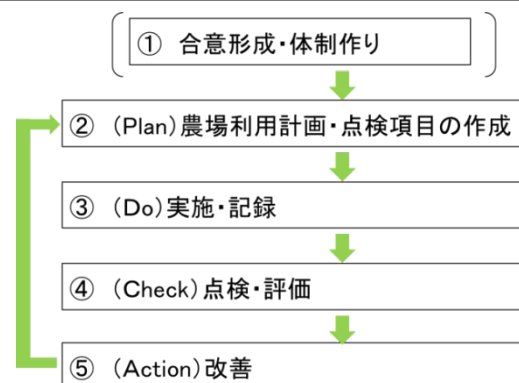 ① 合意形成・体制作り
② （Plan）農場利用計画・点検項目の作成
③ （Do）実施・記録
④ （Check）点検・評価
⑤ （Action）改善